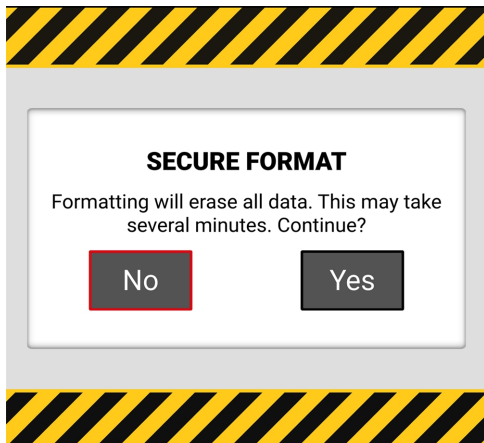 SECURE FORMAT
Formatting will erase all data. This may take
several minutes. Continue?
No
Yes